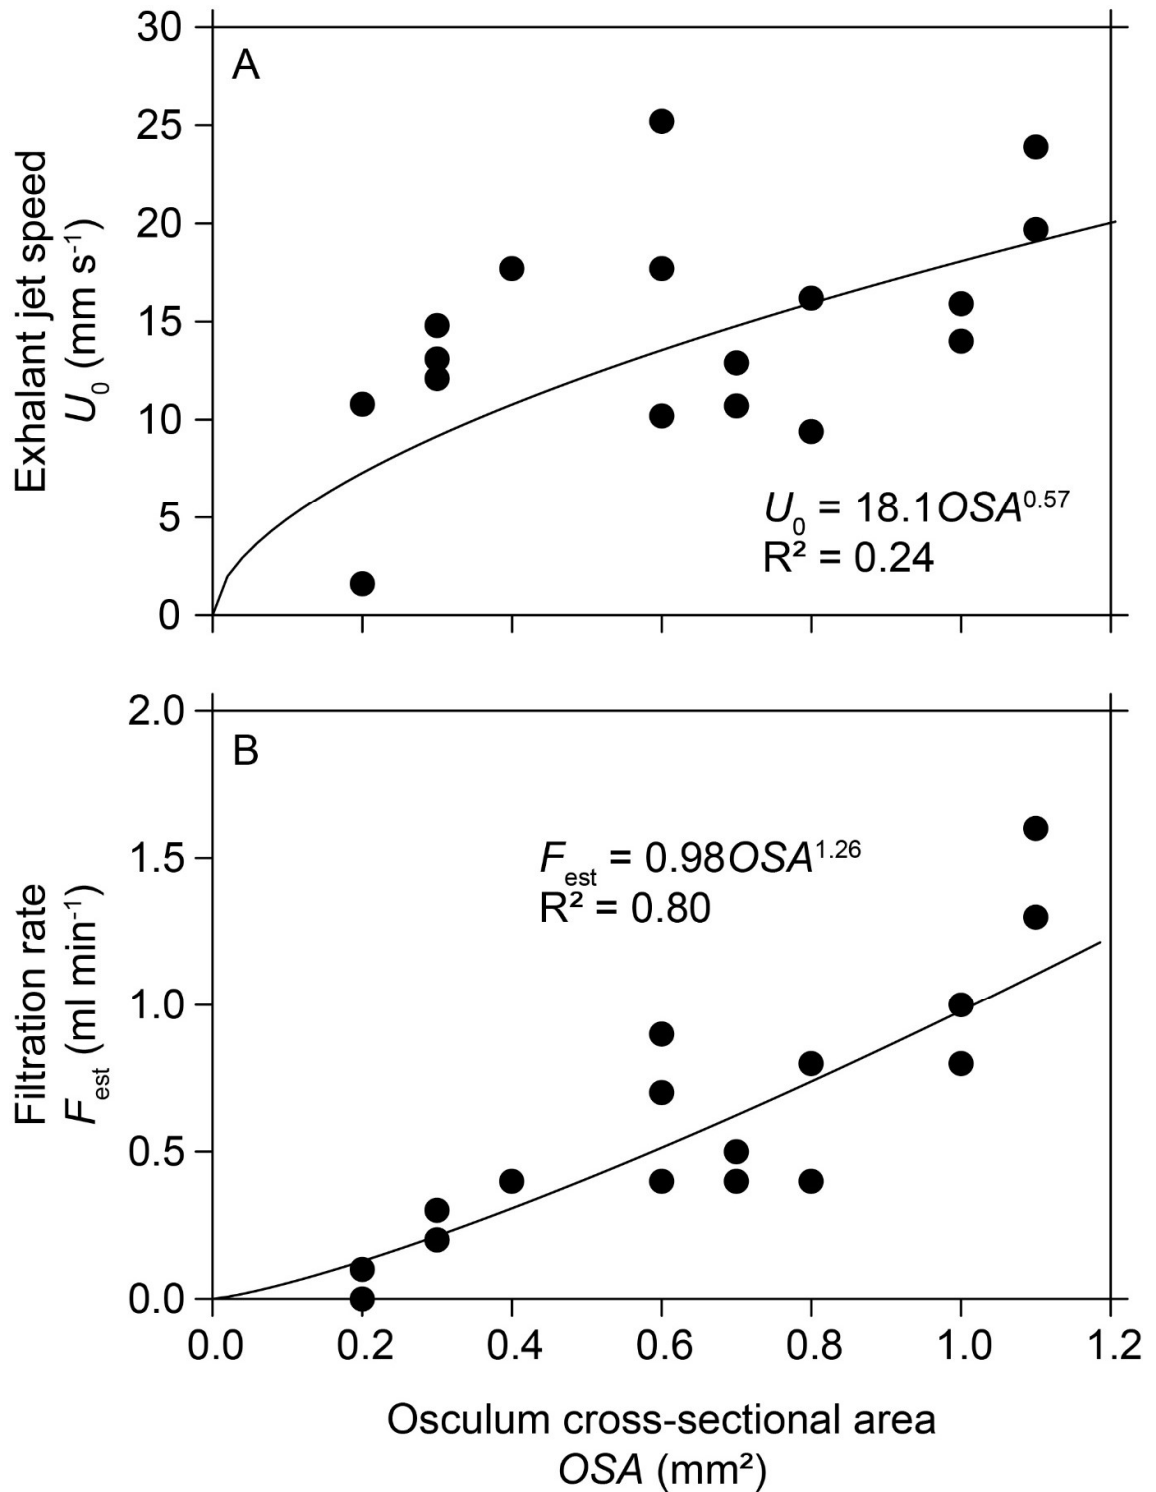 30
A
25
20
15
10
5
0
Exhalant jet speed
U₀ (mm s⁻¹)
U₀ = 18.1OSA⁰·⁵⁷
R² = 0.24
2.0
B
1.5
1.0
0.5
0.0
Filtration rate
F_est (ml min⁻¹)
F_est = 0.98OSA¹·²⁶
R² = 0.80
0.0 0.2 0.4 0.6 0.8 1.0 1.2
Osculum cross-sectional area
OSA (mm²)